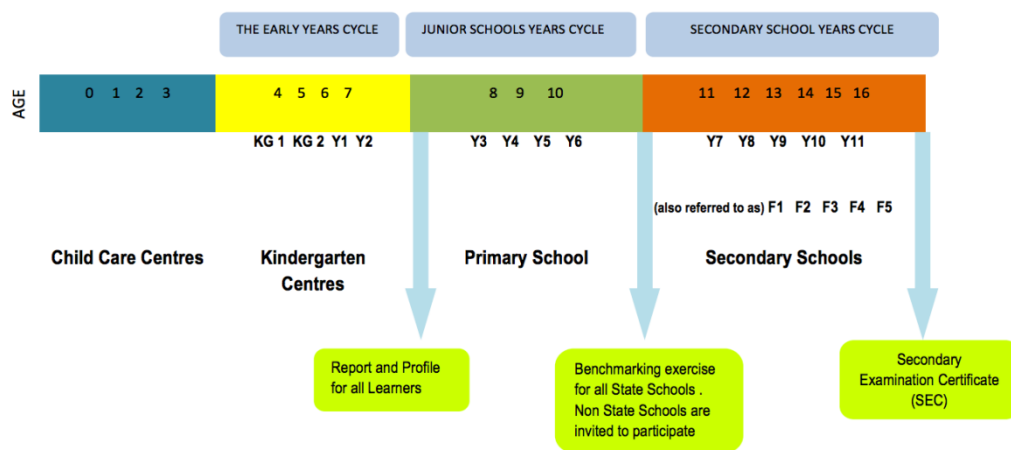 THE EARLY YEARS CYCLE
JUNIOR SCHOOLS YEARS CYCLE
SECONDARY SCHOOL YEARS CYCLE
AGE
0 1 2 3
4 5 6 7
8 9 10
11 12 13 14 15 16
KG 1 KG 2 Y1 Y2
Y3 Y4 Y5 Y6
Y7 Y8 Y9 Y10 Y11
(also referred to as) F1 F2 F3 F4 F5
Child Care Centres
Kindergarten
Centres
Primary School
Secondary Schools
Report and Profile
for all Learners
Benchmarking exercise
for all State Schools .
Non State Schools are
invited to participate
Secondary
Examination Certificate
(SEC)